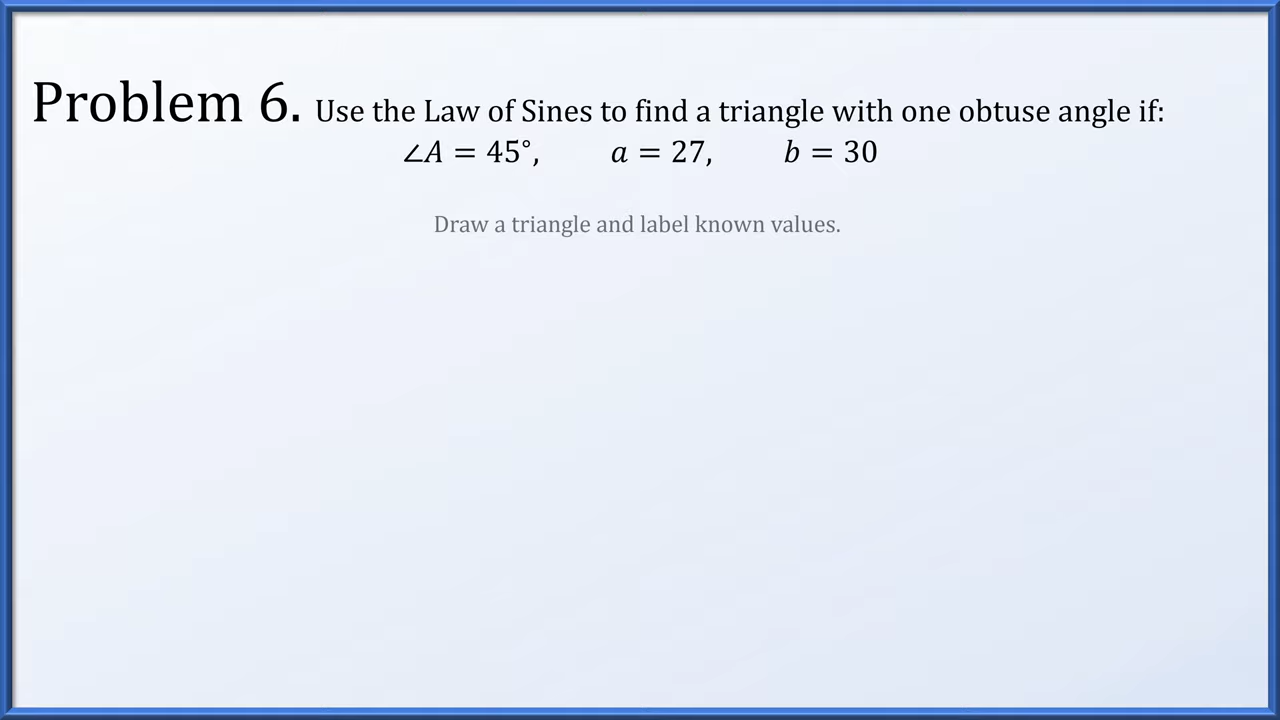 Problem 6. Use the Law of Sines to find a triangle with one obtuse angle if:
∠A = 45°, a = 27, b = 30
Draw a triangle and label known values.